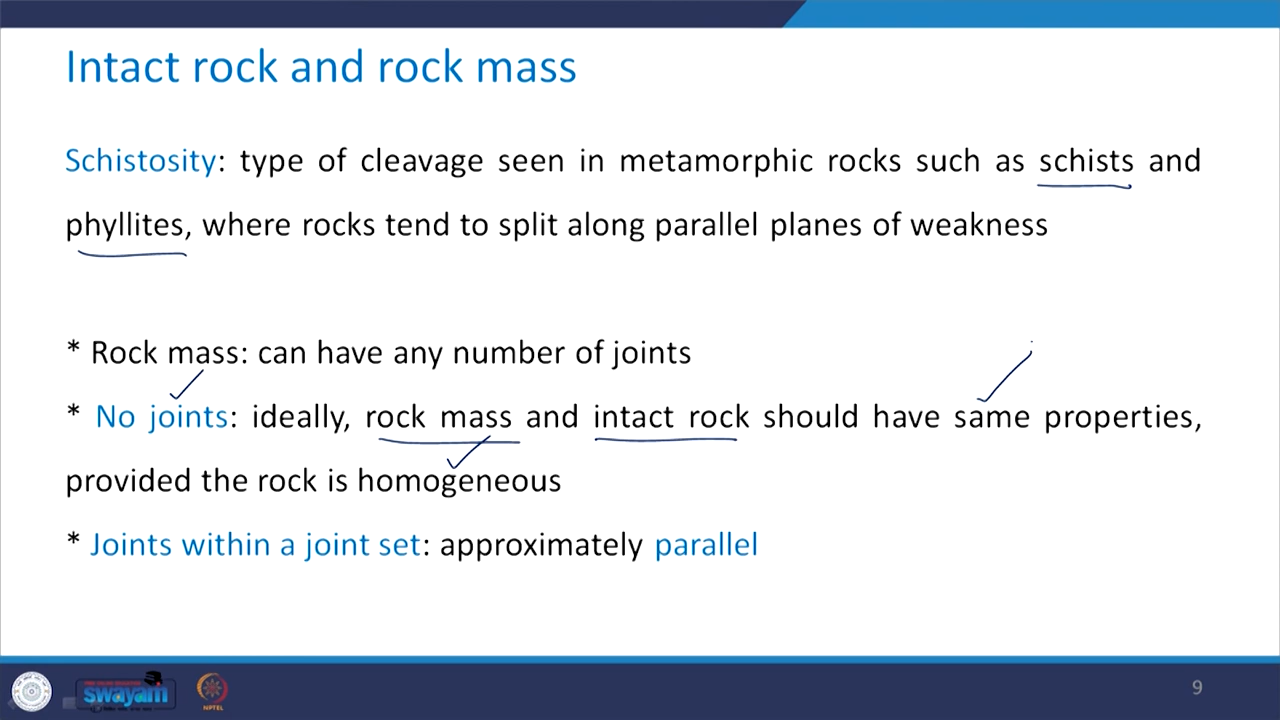 Intact rock and rock mass
Schistosity: type of cleavage seen in metamorphic rocks such as schists and
phyllites, where rocks tend to split along parallel planes of weakness
* Rock mass: can have any number of joints
* No joints: ideally, rock mass and intact rock should have same properties,
provided the rock is homogeneous
* Joints within a joint set: approximately parallel
swayam
NPTEL
9